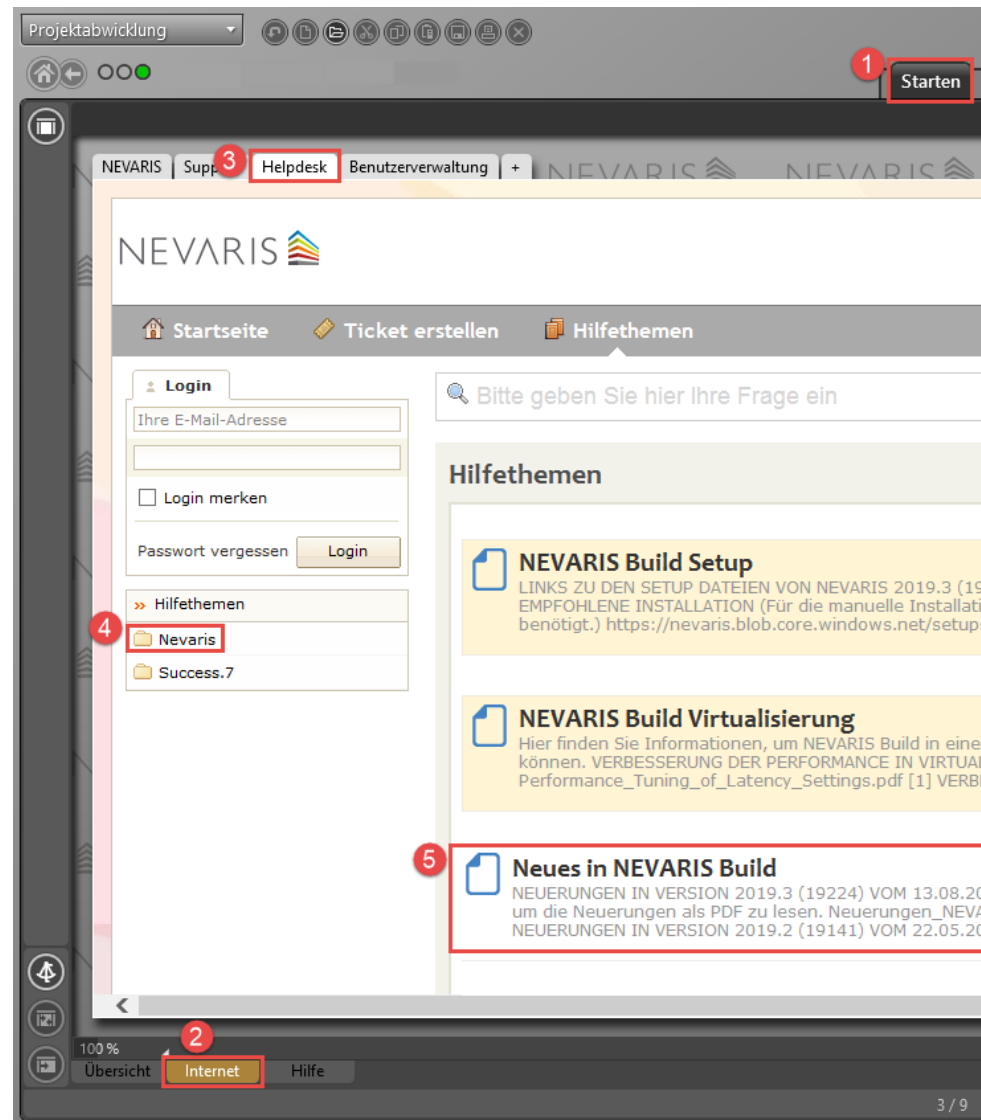 Projektabwicklung
1
Starten
NEVARIS
3
Helpdesk
Benutzerverwaltung
+
NEVARIS
NEVARIS
NEVARIS
Startseite
Ticket erstellen
Hilfethemen
Login
Ihre E-Mail-Adresse
Login merken
Passwort vergessen
Login
» Hilfethemen
4
Nevaris
Success.7
Bitte geben Sie hier Ihre Frage ein
Hilfethemen
NEVARIS Build Setup
LINKS ZU DEN SETUP DATEIEN VON NEVARIS 2019.3 (19
EMPFOHLENE INSTALLATION (Für die manuelle Installati
benötigt.) https://nevaris.blob.core.windows.net/setup
NEVARIS Build Virtualisierung
Hier finden Sie Informationen, um NEVARIS Build in eine
können. VERBESSERUNG DER PERFORMANCE IN VIRTUAL
Performance_Tuning_of_Latency_Settings.pdf [1] VERB
5
Neues in NEVARIS Build
NEUERUNGEN IN VERSION 2019.3 (19224) VOM 13.08.20
um die Neuerungen als PDF zu lesen. Neuerungen_NEVA
NEUERUNGEN IN VERSION 2019.2 (19141) VOM 22.05.20
100 %
2
Übersicht
Internet
Hilfe
3 / 9